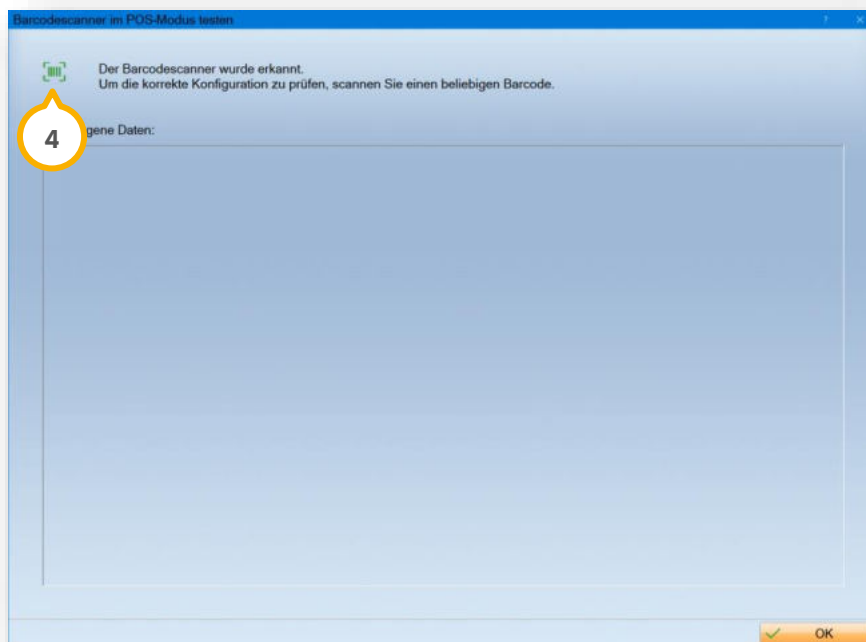 Barcodescanner im POS-Modus testen ? ×
Der Barcodescanner wurde erkannt.
Um die korrekte Konfiguration zu prüfen, scannen Sie einen beliebigen Barcode.
4
gene Daten:
OK